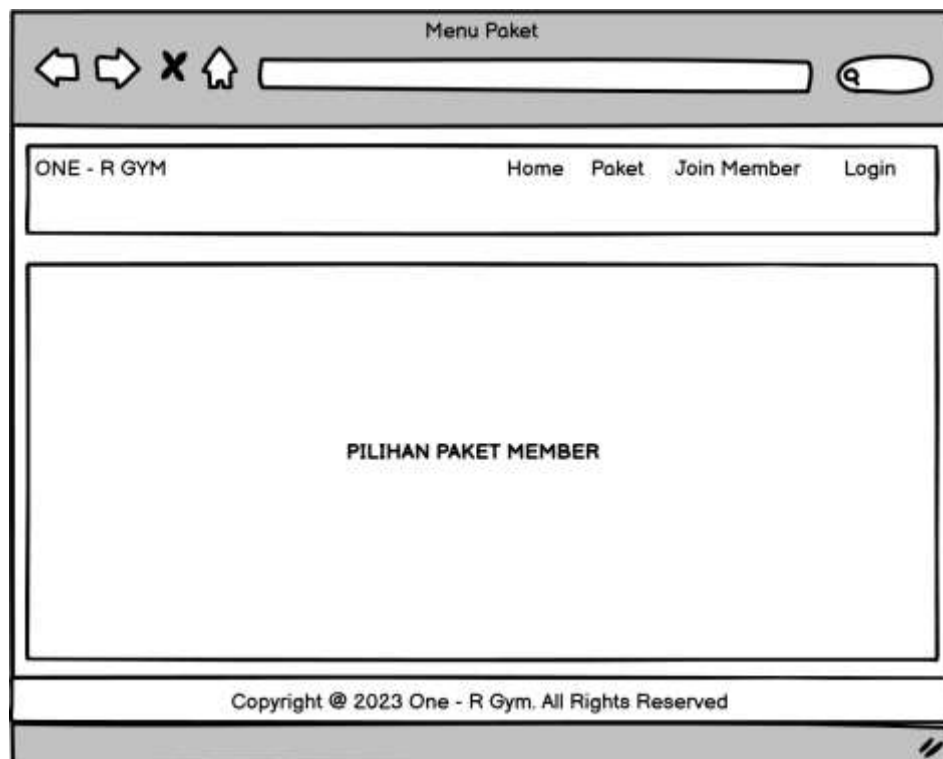 Menu Paket
ONE - R GYM Home Paket Join Member Login
PILIHAN PAKET MEMBER
Copyright @ 2023 One - R Gym. All Rights Reserved